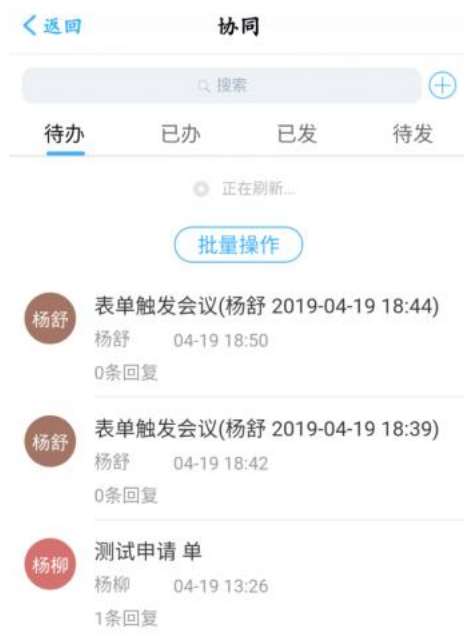 返回 协同
搜索
待办 已办 已发 待发
正在刷新...
批量操作
杨舒
表单触发会议(杨舒 2019-04-19 18:44)
杨舒 04-19 18:50
0条回复
杨舒
表单触发会议(杨舒 2019-04-19 18:39)
杨舒 04-19 18:42
0条回复
杨柳
测试申请 单
杨柳 04-19 13:26
1条回复